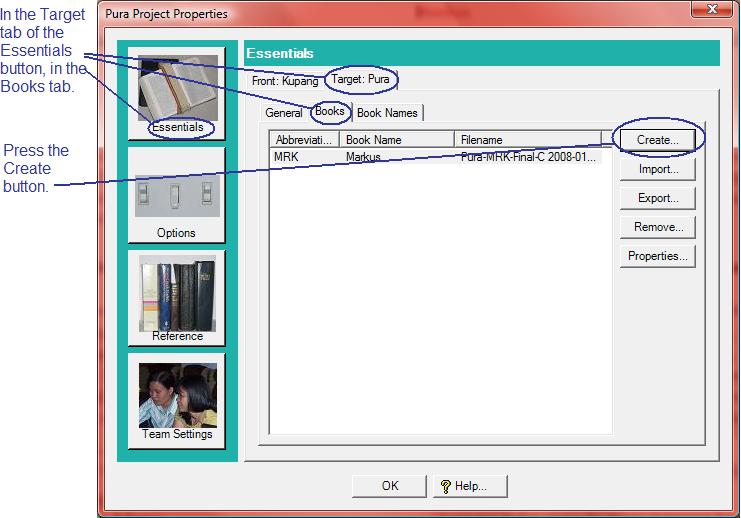 In the Target
tab of the
Essentials
button, in the
Books tab.
Press the
Create
button.
Pura Project Properties
Essentials
Options
Reference
Team Settings
Essentials
Front: Kupang Target: Pura
General Books Book Names
Abbreviati... Book Name Filename
MRK Markus Pura-MRK-Final-C 2008-01...
Create...
Import...
Export...
Remove...
Properties...
OK Help...